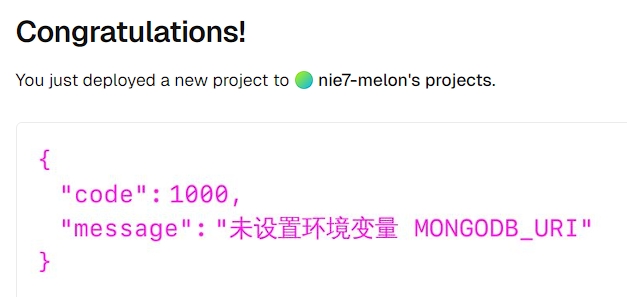 Congratulations!
You just deployed a new project to nie7-melon's projects.
{
"code": 1000,
"message": "未设置环境变量 MONGODB_URI"
}